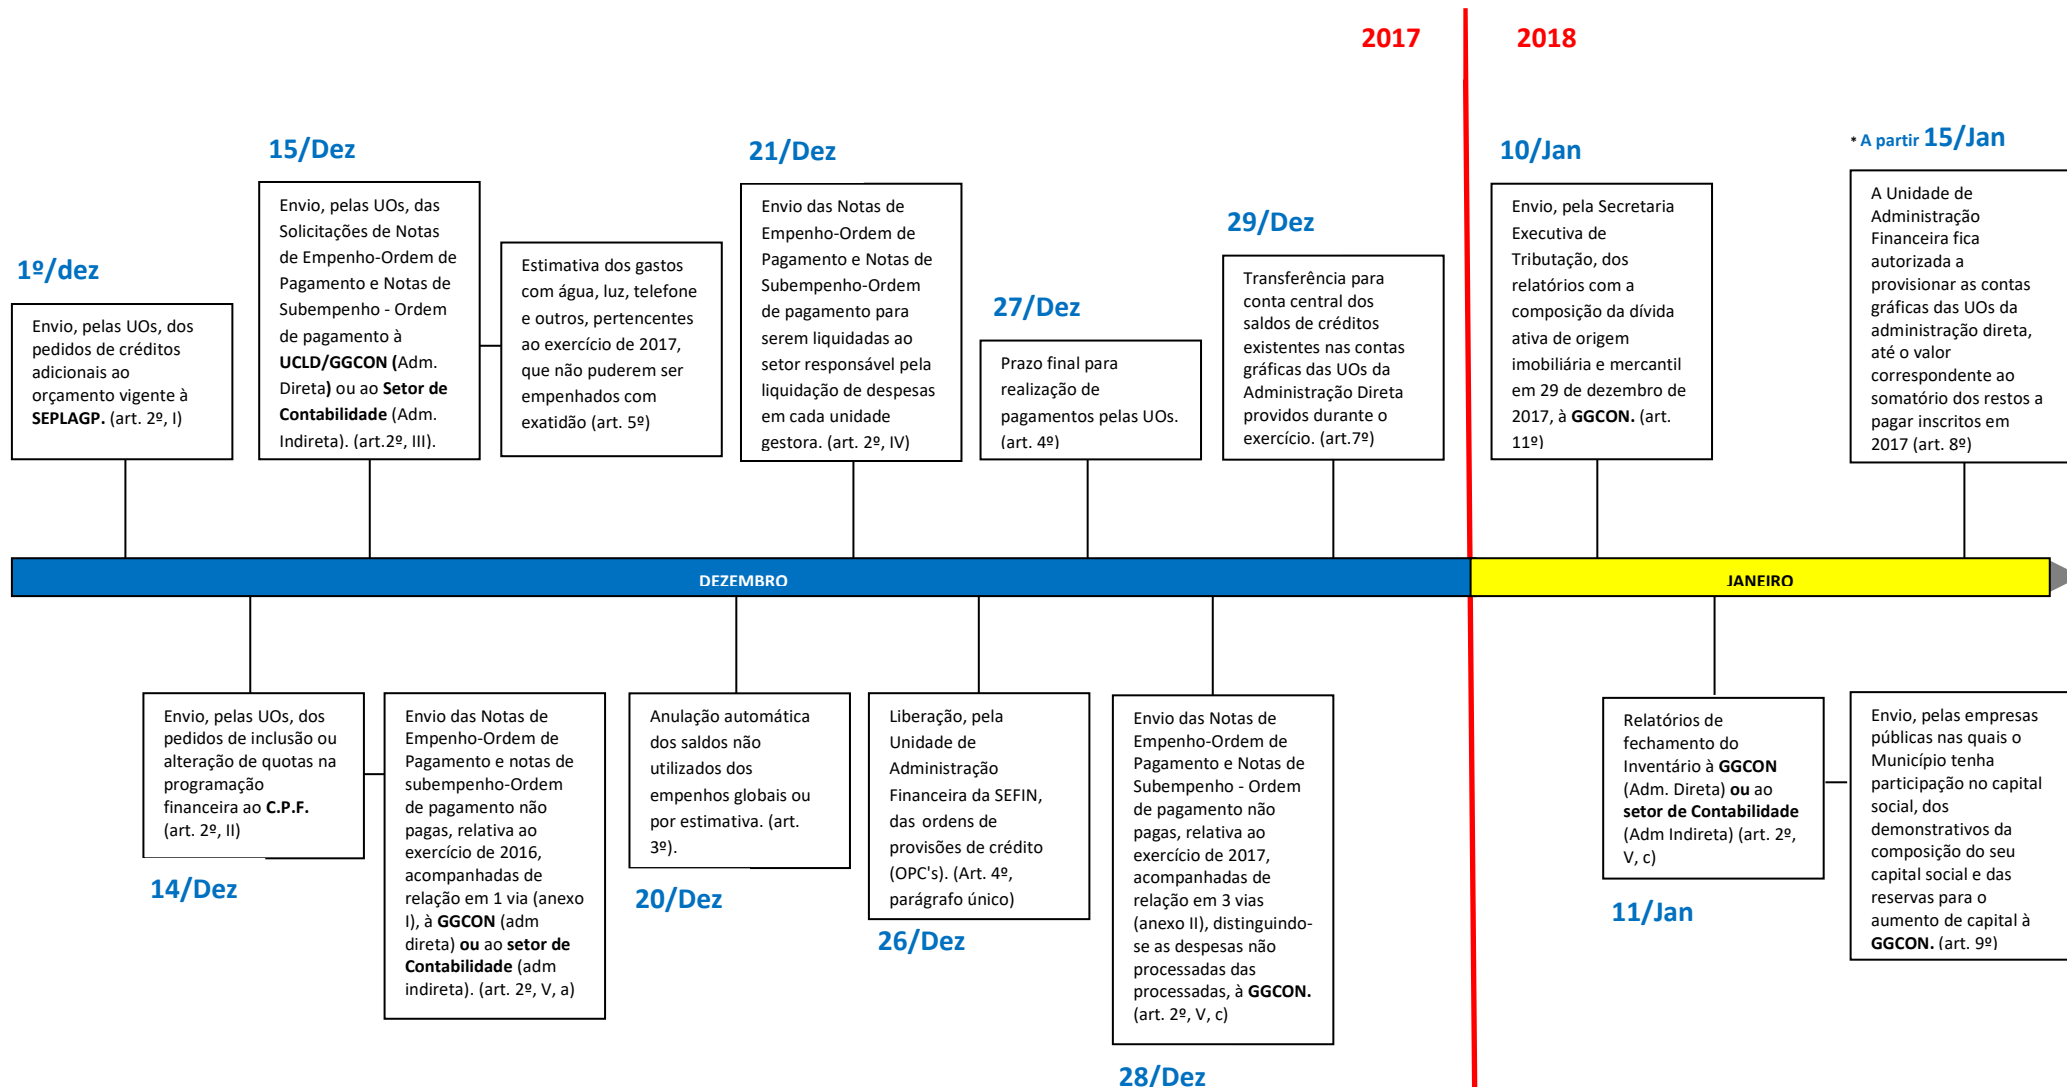 2017
2018
1º/dez
Envio, pelas UOs, dos
pedidos de créditos
adicionais ao
orçamento vigente à
SEPLAGP. (art. 2º, I)
15/Dez
Envio, pelas UOs, das
Solicitações de Notas
de Empenho-Ordem de
Pagamento e Notas de
Subempenho - Ordem
de pagamento à
UCLD/GGCON (Adm.
Direta) ou ao Setor de
Contabilidade (Adm.
Indireta). (art.2º, III).
Estimativa dos gastos
com água, luz, telefone
e outros, pertencentes
ao exercício de 2017,
que não puderem ser
empenhados com
exatidão (art. 5º)
21/Dez
Envio das Notas de
Empenho-Ordem de
Pagamento e Notas de
Subempenho-Ordem
de pagamento para
serem liquidadas ao
setor responsável pela
liquidação de despesas
em cada unidade
gestora. (art. 2º, IV)
27/Dez
Prazo final para
realização de
pagamentos pelas UOs.
(art. 4º)
29/Dez
Transferência para
conta central dos
saldos de créditos
existentes nas contas
gráficas das UOs da
Administração Direta
providos durante o
exercício. (art.7º)
10/Jan
Envio, pela Secretaria
Executiva de
Tributação, dos
relatórios com a
composição da dívida
ativa de origem
imobiliária e mercantil
em 29 de dezembro de
2017, à GGCON. (art.
11º)
* A partir 15/Jan
A Unidade de
Administração
Financeira fica
autorizada a
provisionar as contas
gráficas das UOs da
administração direta,
até o valor
correspondente ao
somatório dos restos a
pagar inscritos em
2017 (art. 8º)
DEZEMBRO
JANEIRO
Envio, pelas UOs, dos
pedidos de inclusão ou
alteração de quotas na
programação
financeira ao C.P.F.
(art. 2º, II)
14/Dez
Envio das Notas de
Empenho-Ordem de
Pagamento e notas de
subempenho-Ordem
de pagamento não
pagas, relativa ao
exercício de 2016,
acompanhadas de
relação em 1 via (anexo
I), à GGCON (adm
direta) ou ao setor de
Contabilidade (adm
indireta). (art. 2º, V, a)
Anulação automática
dos saldos não
utilizados dos
empenhos globais ou
por estimativa. (art.
3º).
20/Dez
Liberação, pela
Unidade de
Administração
Financeira da SEFIN,
das ordens de
provisões de crédito
(OPC's). (Art. 4º,
parágrafo único)
26/Dez
Envio das Notas de
Empenho-Ordem de
Pagamento e Notas de
Subempenho - Ordem
de pagamento não
pagas, relativa ao
exercício de 2017,
acompanhadas de
relação em 3 vias
(anexo II), distinguindo-
se as despesas não
processadas das
processadas, à GGCON.
(art. 2º, V, c)
28/Dez
Relatórios de
fechamento do
Inventário à GGCON
(Adm. Direta) ou ao
setor de Contabilidade
(Adm Indireta) (art. 2º,
V, c)
11/Jan
Envio, pelas empresas
públicas nas quais o
Município tenha
participação no capital
social, dos
demonstrativos da
composição do seu
capital social e das
reservas para o
aumento de capital à
GGCON. (art. 9º)